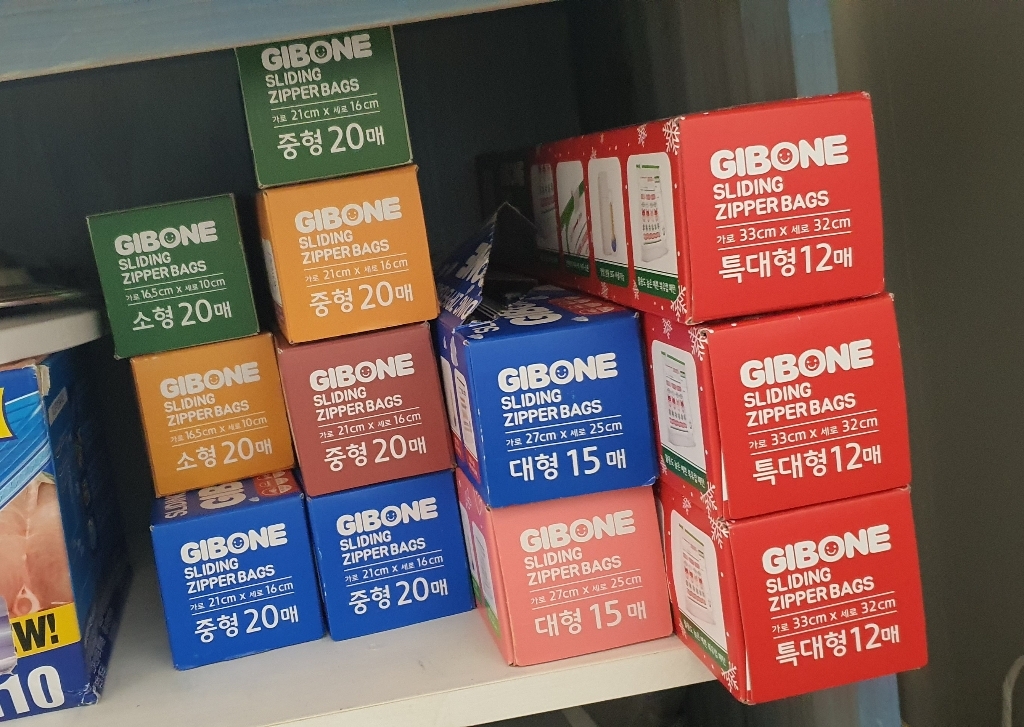 GIBONE
SLIDING
ZIPPER BAGS
가로 21cm x 세로 16cm
중형 20매
GIBONE
SLIDING
ZIPPER BAGS
가로 16.5cm x 세로 10cm
소형 20매
GIBONE
SLIDING
ZIPPER BAGS
가로 21cm x 세로 16cm
중형 20매
GIBONE
SLIDING
ZIPPER BAGS
가로 33cm x 세로 32cm
특대형 12매
GIBONE
SLIDING
ZIPPER BAGS
가로 16.5cm x 세로 10cm
소형 20매
GIBONE
SLIDING
ZIPPER BAGS
가로 21cm x 세로 16cm
중형 20매
GIBONE
SLIDING
ZIPPER BAGS
가로 27cm x 세로 25cm
대형 15매
GIBONE
SLIDING
ZIPPER BAGS
가로 33cm x 세로 32cm
특대형 12매
GIBONE
SLIDING
ZIPPER BAGS
가로 21cm x 세로 16cm
중형 20매
GIBONE
SLIDING
ZIPPER BAGS
가로 21cm x 세로 16cm
중형 20매
GIBONE
SLIDING
ZIPPER BAGS
가로 27cm x 세로 25cm
대형 15매
GIBONE
SLIDING
ZIPPER BAGS
가로 33cm x 세로 32cm
특대형 12매
W!
10